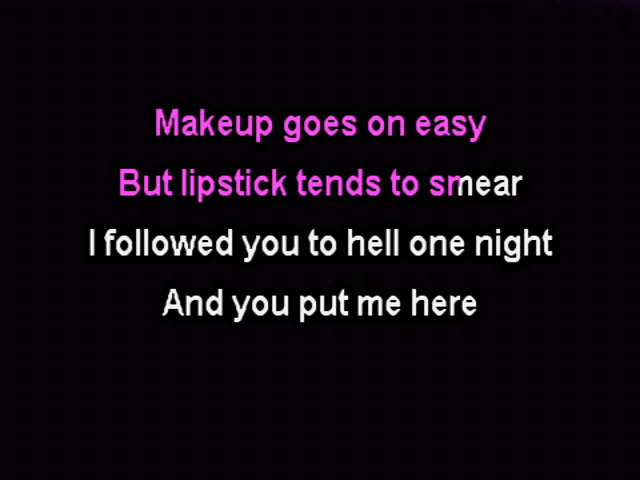 Makeup goes on easy
But lipstick tends to smear
I followed you to hell one night
And you put me here